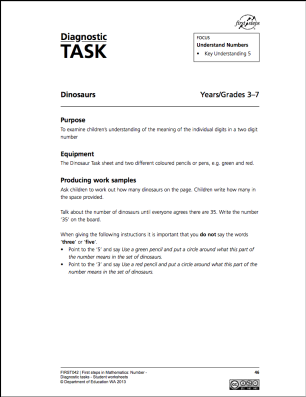 Diagnostic
TASK
first steps
FOCUS
Understand Numbers
• Key Understanding 5
Dinosaurs
Years/Grades 3–7
Purpose
To examine children's understanding of the meaning of the individual digits in a two digit
number.
Equipment
The Dinosaur Task sheet and two different coloured pencils or pens, e.g. green and red.
Producing work samples
Ask children to work out how many dinosaurs on the page. Children write how many in
the space provided.
Talk about the number of dinosaurs until everyone agrees there are 35. Write the number
'35' on the board.
When giving the following instructions it is important that you do not say the words
'three' or 'five'.
• Point to the '5' and say Use a green pencil and put a circle around what this part of
the number means in the set of dinosaurs.
• Point to the '3' and say Use a red pencil and put a circle around what this part of the
number means in the set of dinosaurs.
FIRST042 | First steps in Mathematics: Number -
Diagnostic tasks - Student worksheets
© Department of Education WA 2013
46